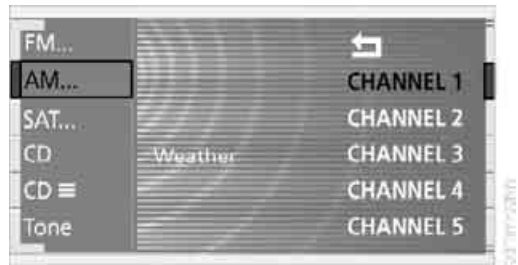 FM...
AM...
SAT...
CD
CD
Tone
Weather
CHANNEL 1
CHANNEL 2
CHANNEL 3
CHANNEL 4
CHANNEL 5